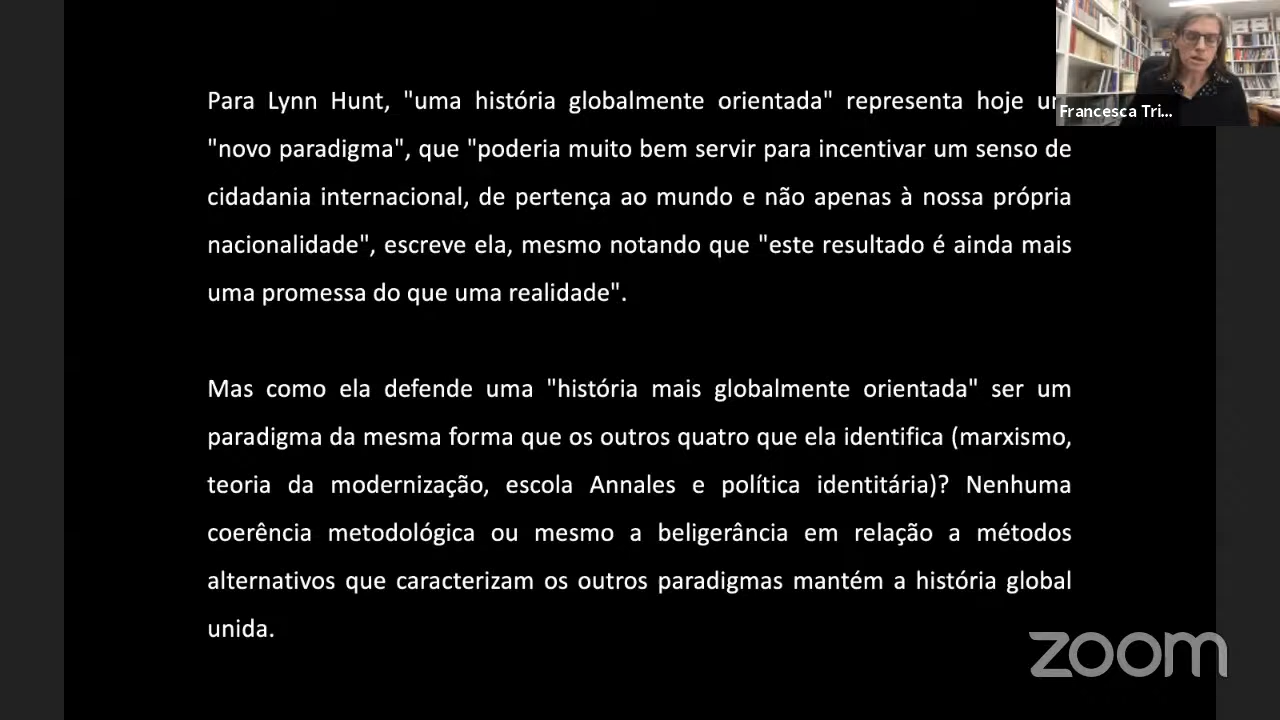 Para Lynn Hunt, "uma história globalmente orientada" representa hoje
"novo paradigma", que "poderia muito bem servir para incentivar um senso de
cidadania internacional, de pertença ao mundo e não apenas à nossa própria
nacionalidade", escreve ela, mesmo notando que "este resultado é ainda mais
uma promessa do que uma realidade".
Mas como ela defende uma "história mais globalmente orientada" ser um
paradigma da mesma forma que os outros quatro que ela identifica (marxismo,
teoria da modernização, escola Annales e política identitária)? Nenhuma
coerência metodológica ou mesmo a beligerância em relação a métodos
alternativos que caracterizam os outros paradigmas mantém a história global
unida.
Francesca Tri...
zoom